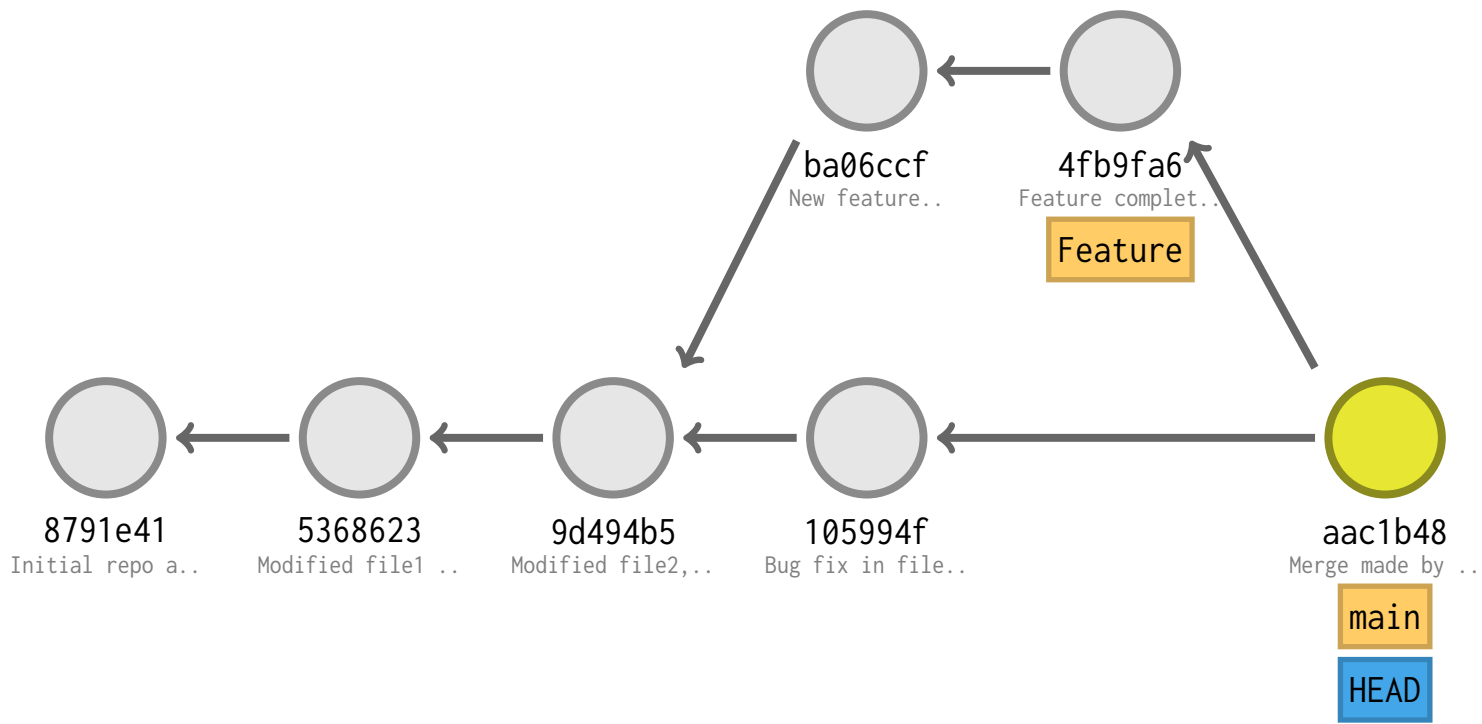 ba06ccf
New feature..
4fb9fa6
Feature complet..
Feature
8791e41
Initial repo a..
5368623
Modified file1 ..
9d494b5
Modified file2,..
105994f
Bug fix in file..
aac1b48
Merge made by ..
main
HEAD